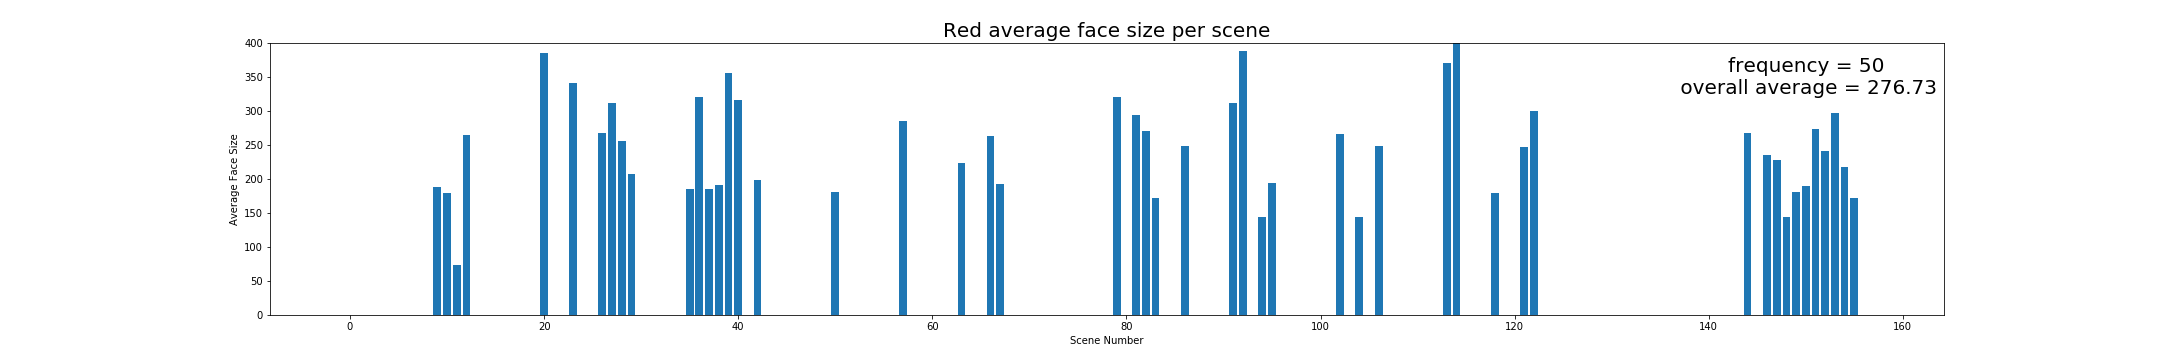 Red average face size per scene
frequency = 50
overall average = 276.73
Average Face Size
400
350
300
250
200
150
100
50
0
0 20 40 60 80 100 120 140 160
Scene Number